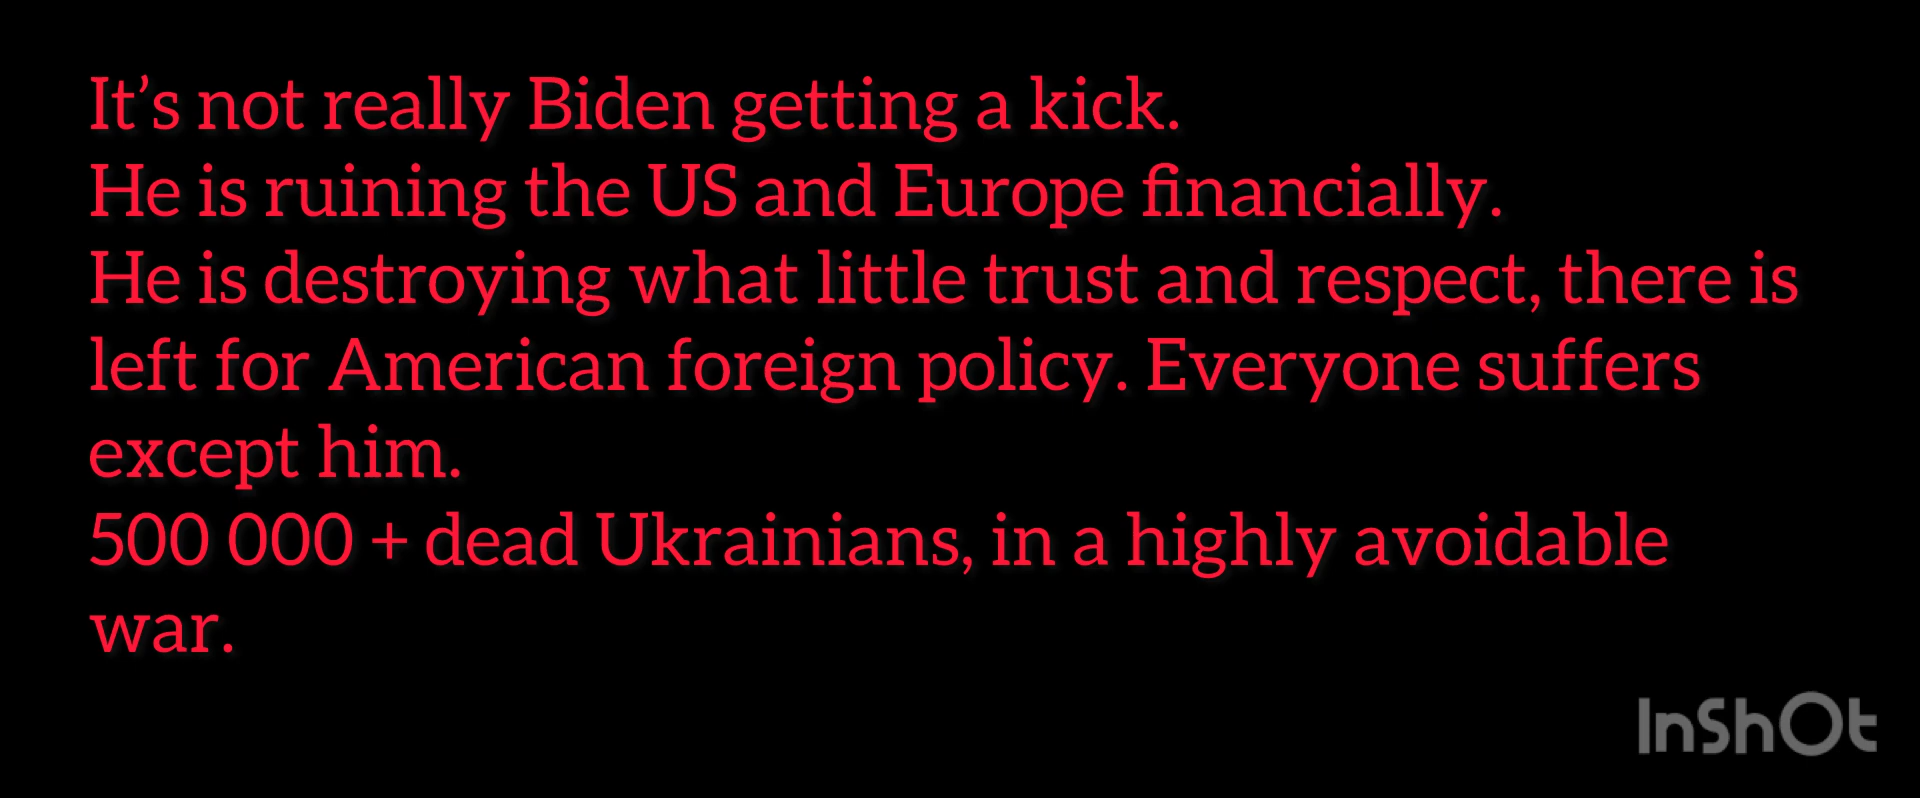 It’s not really Biden getting a kick.
He is ruining the US and Europe financially.
He is destroying what little trust and respect, there is
left for American foreign policy. Everyone suffers
except him.
500 000 + dead Ukrainians, in a highly avoidable
war.
InShOt